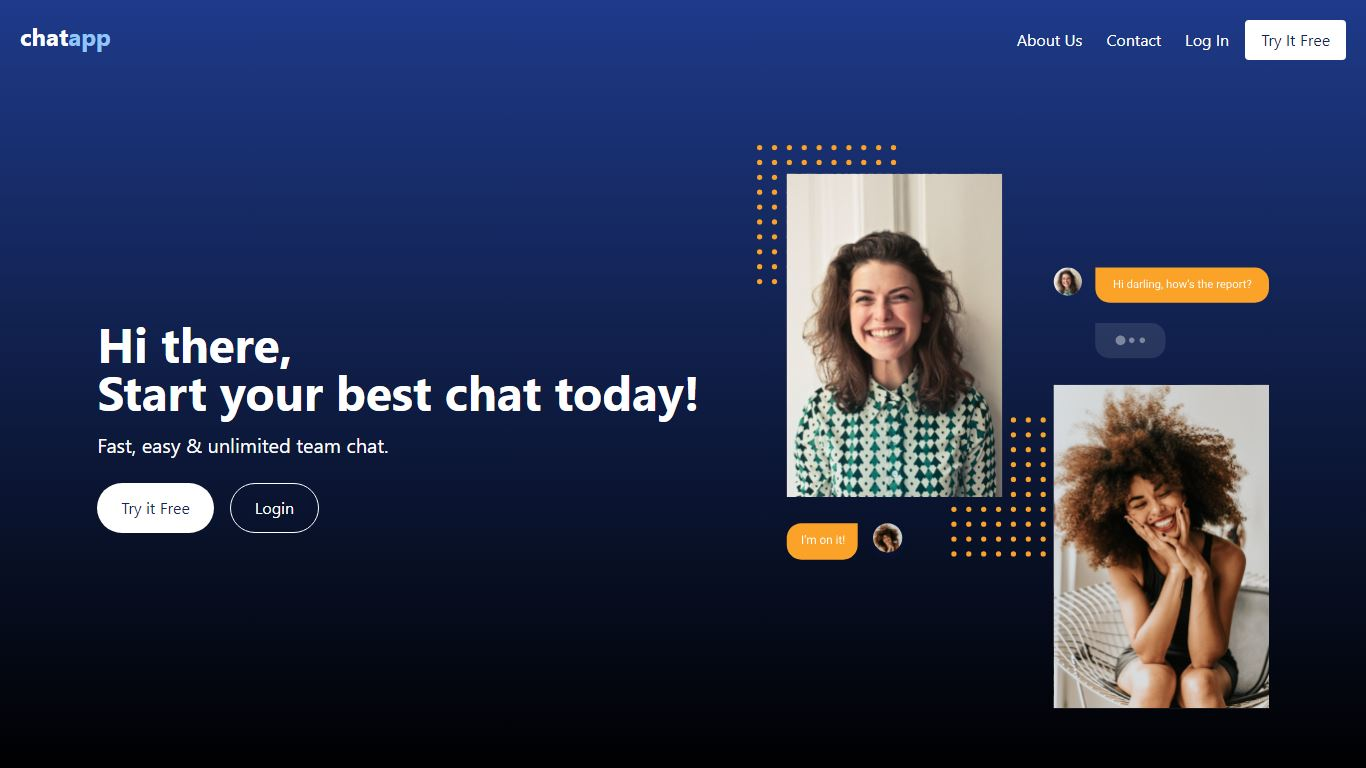 chatapp
About Us
Contact
Log In
Try It Free
Hi there,
Start your best chat today!
Fast, easy & unlimited team chat.
Try it Free
Login
Hi darling, how's the report?
I'm on it!